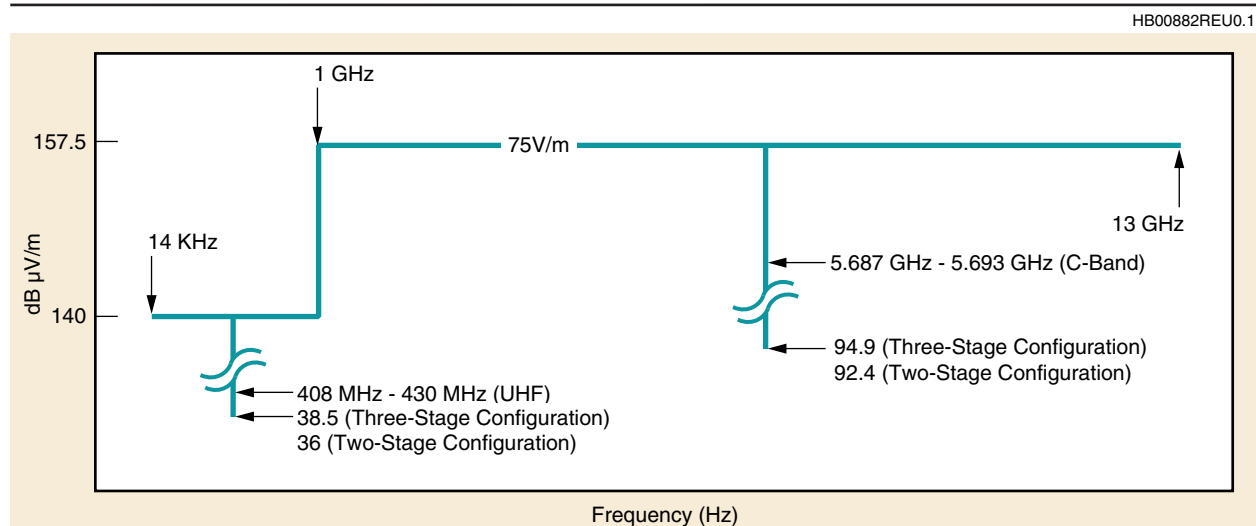 HB00882REU0.1
1 GHz
157.5
75V/m
13 GHz
14 KHz
dB µV/m
5.687 GHz - 5.693 GHz (C-Band)
140
94.9 (Three-Stage Configuration)
92.4 (Two-Stage Configuration)
408 MHz - 430 MHz (UHF)
38.5 (Three-Stage Configuration)
36 (Two-Stage Configuration)
Frequency (Hz)